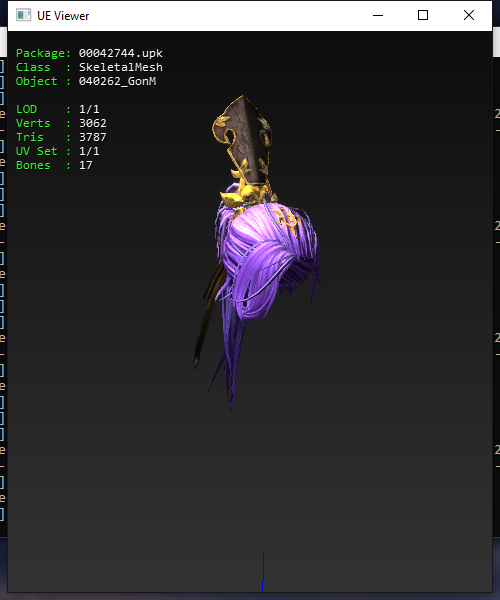 UE Viewer
Package: 00042744.upk
Class : SkeletalMesh
Object : 040262_GonM
LOD : 1/1
Verts : 3062
Tris : 3787
UV Set : 1/1
Bones : 17